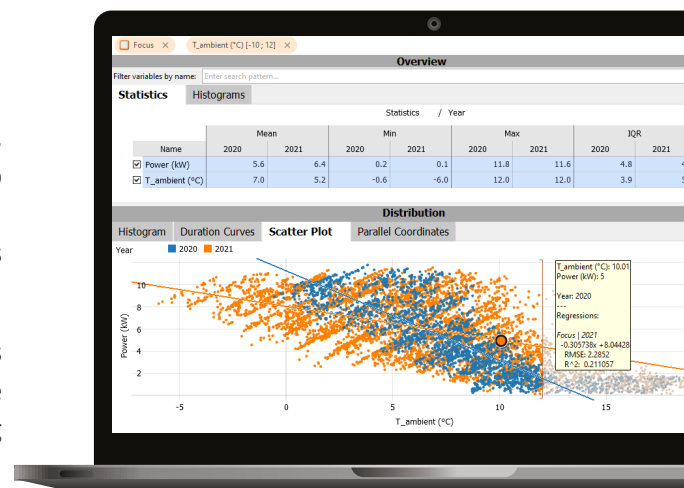 Focus × T_ambient (°C) [-10 ; 12] ×
Overview
Filter variables by name: Enter search pattern...
Statistics Histograms
Statistics / Year
Mean Min Max IQR
Name 2020 2021 2020 2021 2020 2021 2020 2021
Power (kW) 5.6 6.4 0.2 0.1 11.8 11.6 4.8 4
T_ambient (°C) 7.0 5.2 -0.6 -6.0 12.0 12.0 3.9 5
Distribution
Histogram Duration Curves Scatter Plot Parallel Coordinates
Year 2020 2021
Power (kW)
10
8
6
4
2
-5 0 5 10 15
T_ambient (°C)
T_ambient (°C): 10.01
Power (kW): 5
Year: 2020
---
Regressions:
Focus | 2021
-0.305738x +8.04428
RMSE: 2.2852
R^2: 0.211057